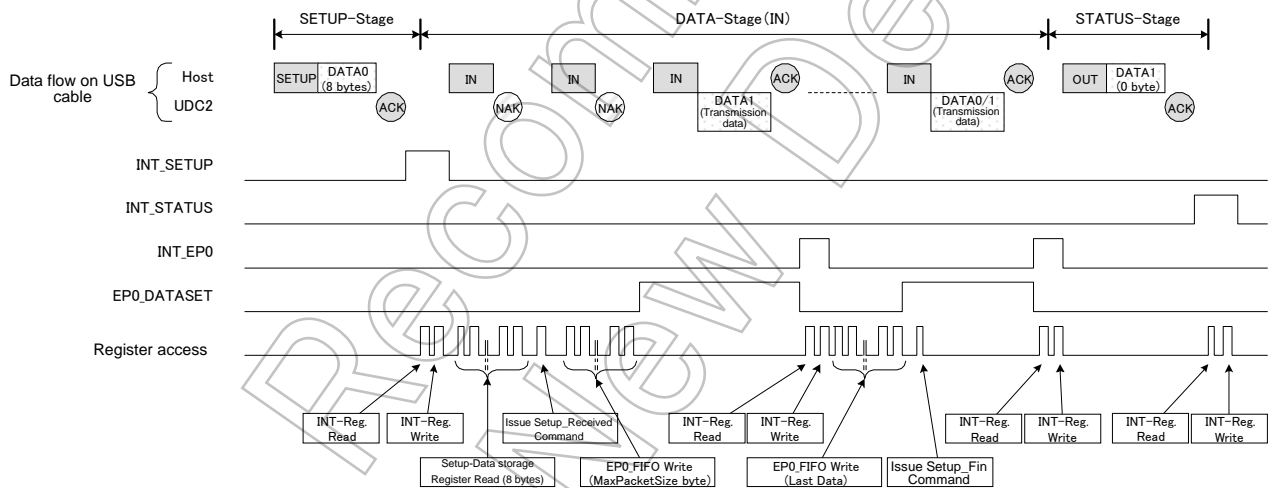 SETUP-Stage
DATA-Stage(IN)
STATUS-Stage
Data flow on USB
cable
Host
UDC2
SETUP
DATA0
(8 bytes)
ACK
IN
NAK
IN
NAK
IN
DATA1
(Transmission
data)
ACK
IN
DATA0/1
(Transmission
data)
ACK
OUT
DATA1
(0 byte)
ACK
INT_SETUP
INT_STATUS
INT_EP0
EP0_DATASET
Register access
INT-Reg.
Read
INT-Reg.
Write
Issue Setup_Received
Command
INT-Reg.
Read
INT-Reg.
Write
INT-Reg.
Read
INT-Reg.
Write
INT-Reg.
Read
INT-Reg.
Write
Setup-Data storage
Register Read (8 bytes)
EP0_FIFO Write
(MaxPacketSize byte)
EP0_FIFO Write
(Last Data)
Issue Setup_Fin
Command